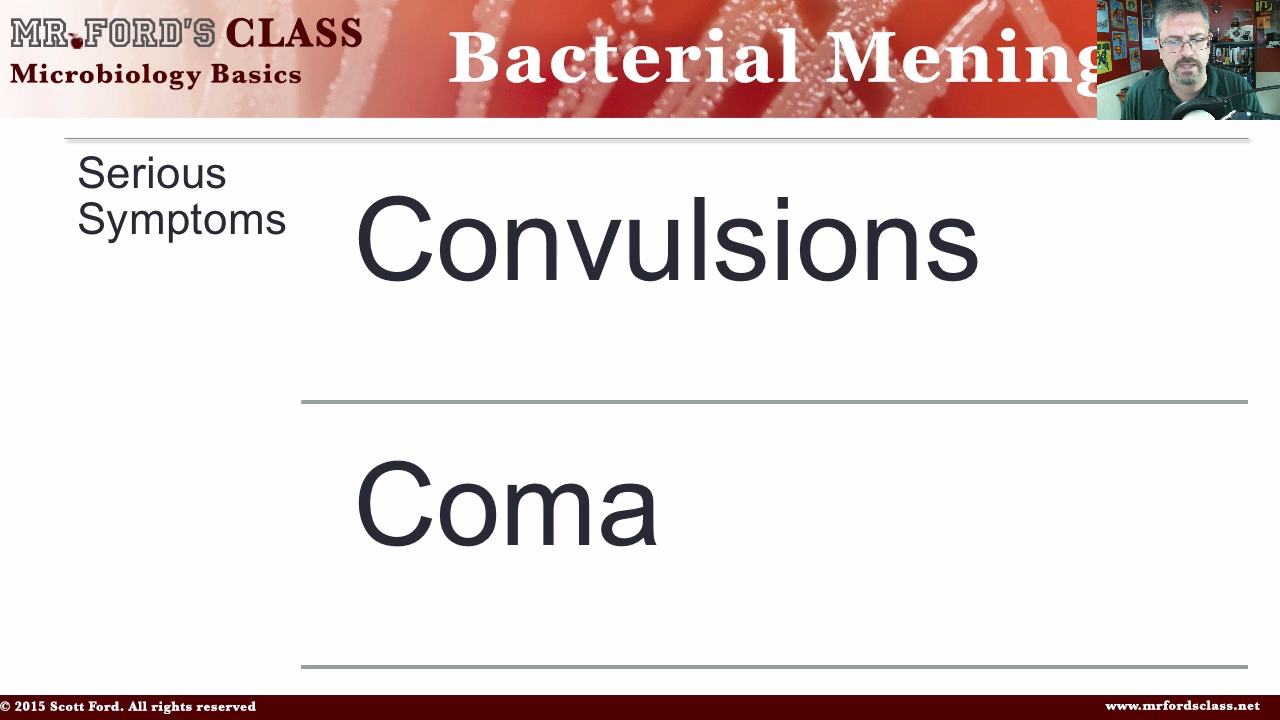 MR. FORD'S CLASS
Microbiology Basics
Bacterial
Serious
Symptoms
Convulsions
Coma
© 2015 Scott Ford. All rights reserved
www.mrfordsclass.net